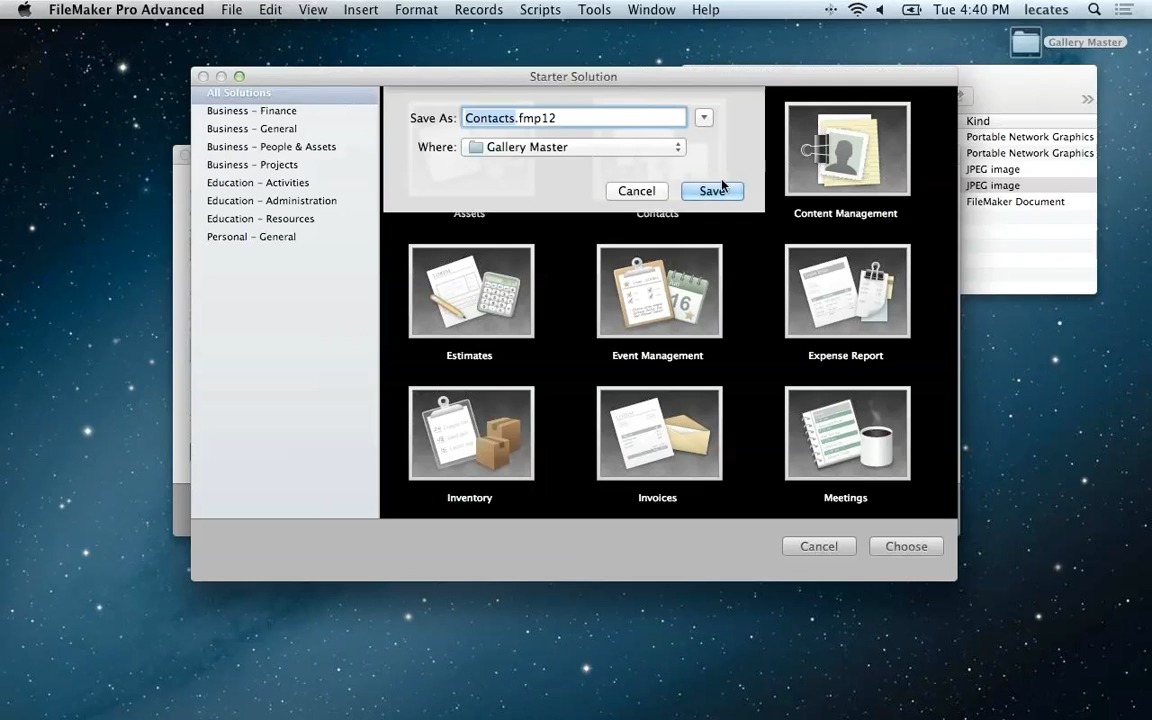 FileMaker Pro Advanced File Edit View Insert Format Records Scripts Tools Window Help Tue 4:40 PM lecates
Gallery Master
Starter Solution
All Solutions
Business – Finance
Business – General
Business – People & Assets
Business – Projects
Education – Activities
Education – Administration
Education – Resources
Personal – General
Save As: Contacts.fmp12
Where: Gallery Master
Cancel Save
Assets Contacts Content Management
Estimates Event Management Expense Report
Inventory Invoices Meetings
Cancel Choose
Kind
Portable Network Graphics
Portable Network Graphics
JPEG image
JPEG image
FileMaker Document